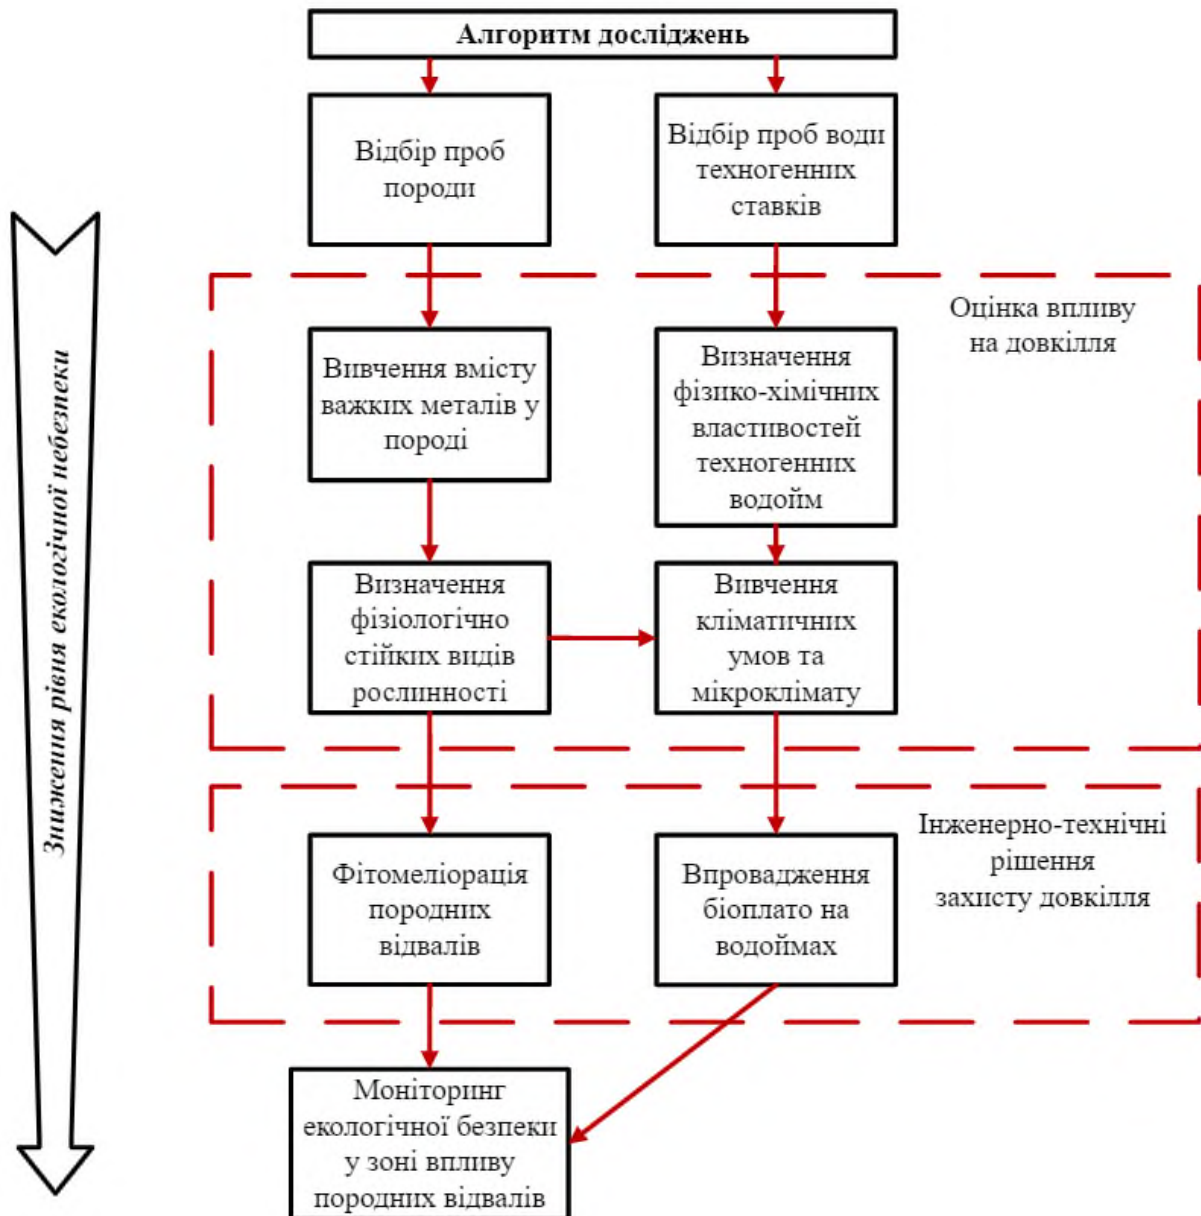 Алгоритм досліджень
Відбір проб
породи
Відбір проб води
техногенних
ставків
Оцінка впливу
на довкілля
Вивчення вмісту
важких металів у
породі
Визначення
фізико-хімічних
властивостей
техногенних
водойм
Зниження рівня екологічної небезпеки
Визначення
фізіологічно
стійких видів
рослинності
Вивчення
кліматичних
умов та
мікроклімату
Інженерно-технічні
рішення
захисту довкілля
Фітомеліорація
породних
відвалів
Впровадження
біоплато на
водоймах
Моніторинг
екологічної безпеки
у зоні впливу
породних відвалів